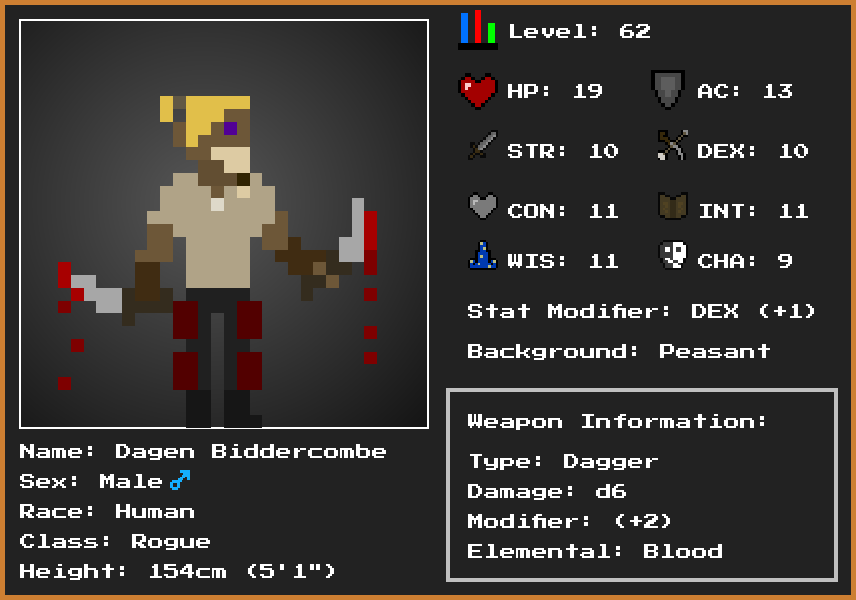 Level: 62
HP: 19
AC: 13
STR: 10
DEX: 10
CON: 11
INT: 11
WIS: 11
CHA: 9
Stat Modifier: DEX (+1)
Background: Peasant
Weapon Information:
Type: Dagger
Damage: d6
Modifier: (+2)
Elemental: Blood
Name: Dagen Biddercombe
Sex: Male ♂
Race: Human
Class: Rogue
Height: 154cm (5'1")